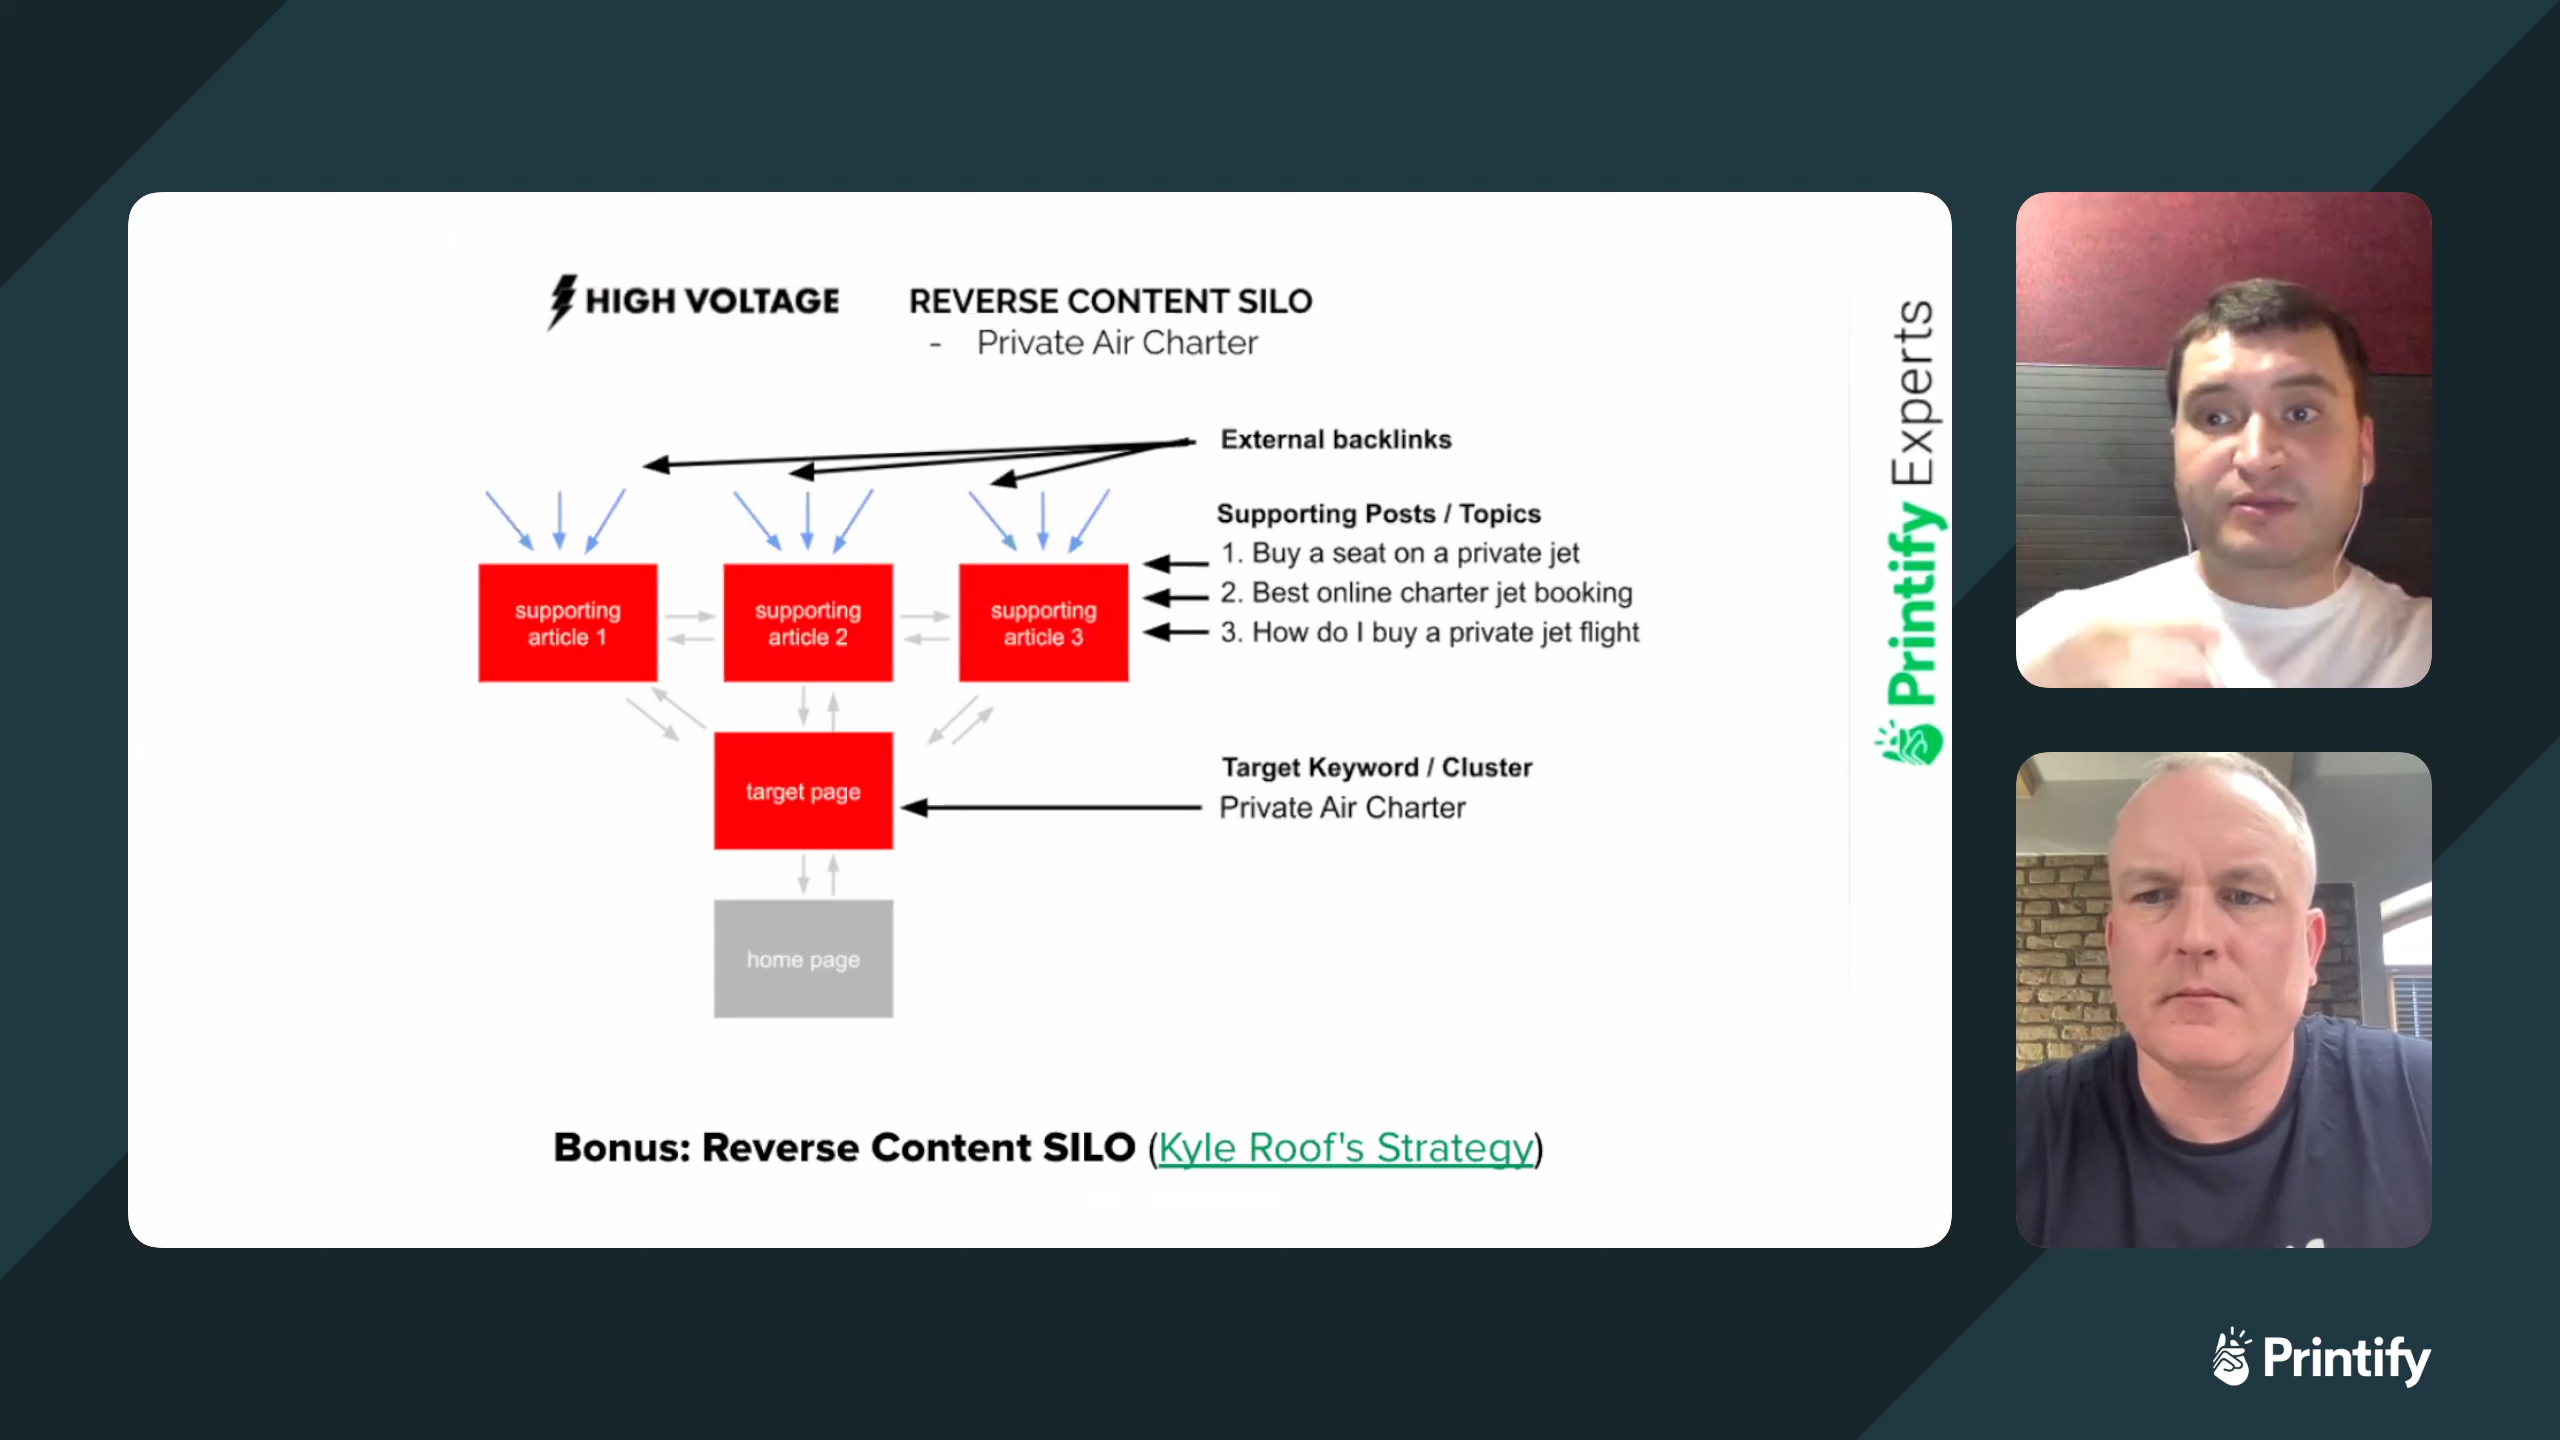 HIGH VOLTAGE
REVERSE CONTENT SILO
- Private Air Charter
External backlinks
Supporting Posts / Topics
1. Buy a seat on a private jet
2. Best online charter jet booking
3. How do I buy a private jet flight
supporting
article 1
supporting
article 2
supporting
article 3
target page
Target Keyword / Cluster
Private Air Charter
home page
Bonus: Reverse Content SILO (Kyle Roof's Strategy)
Printify Experts
Printify